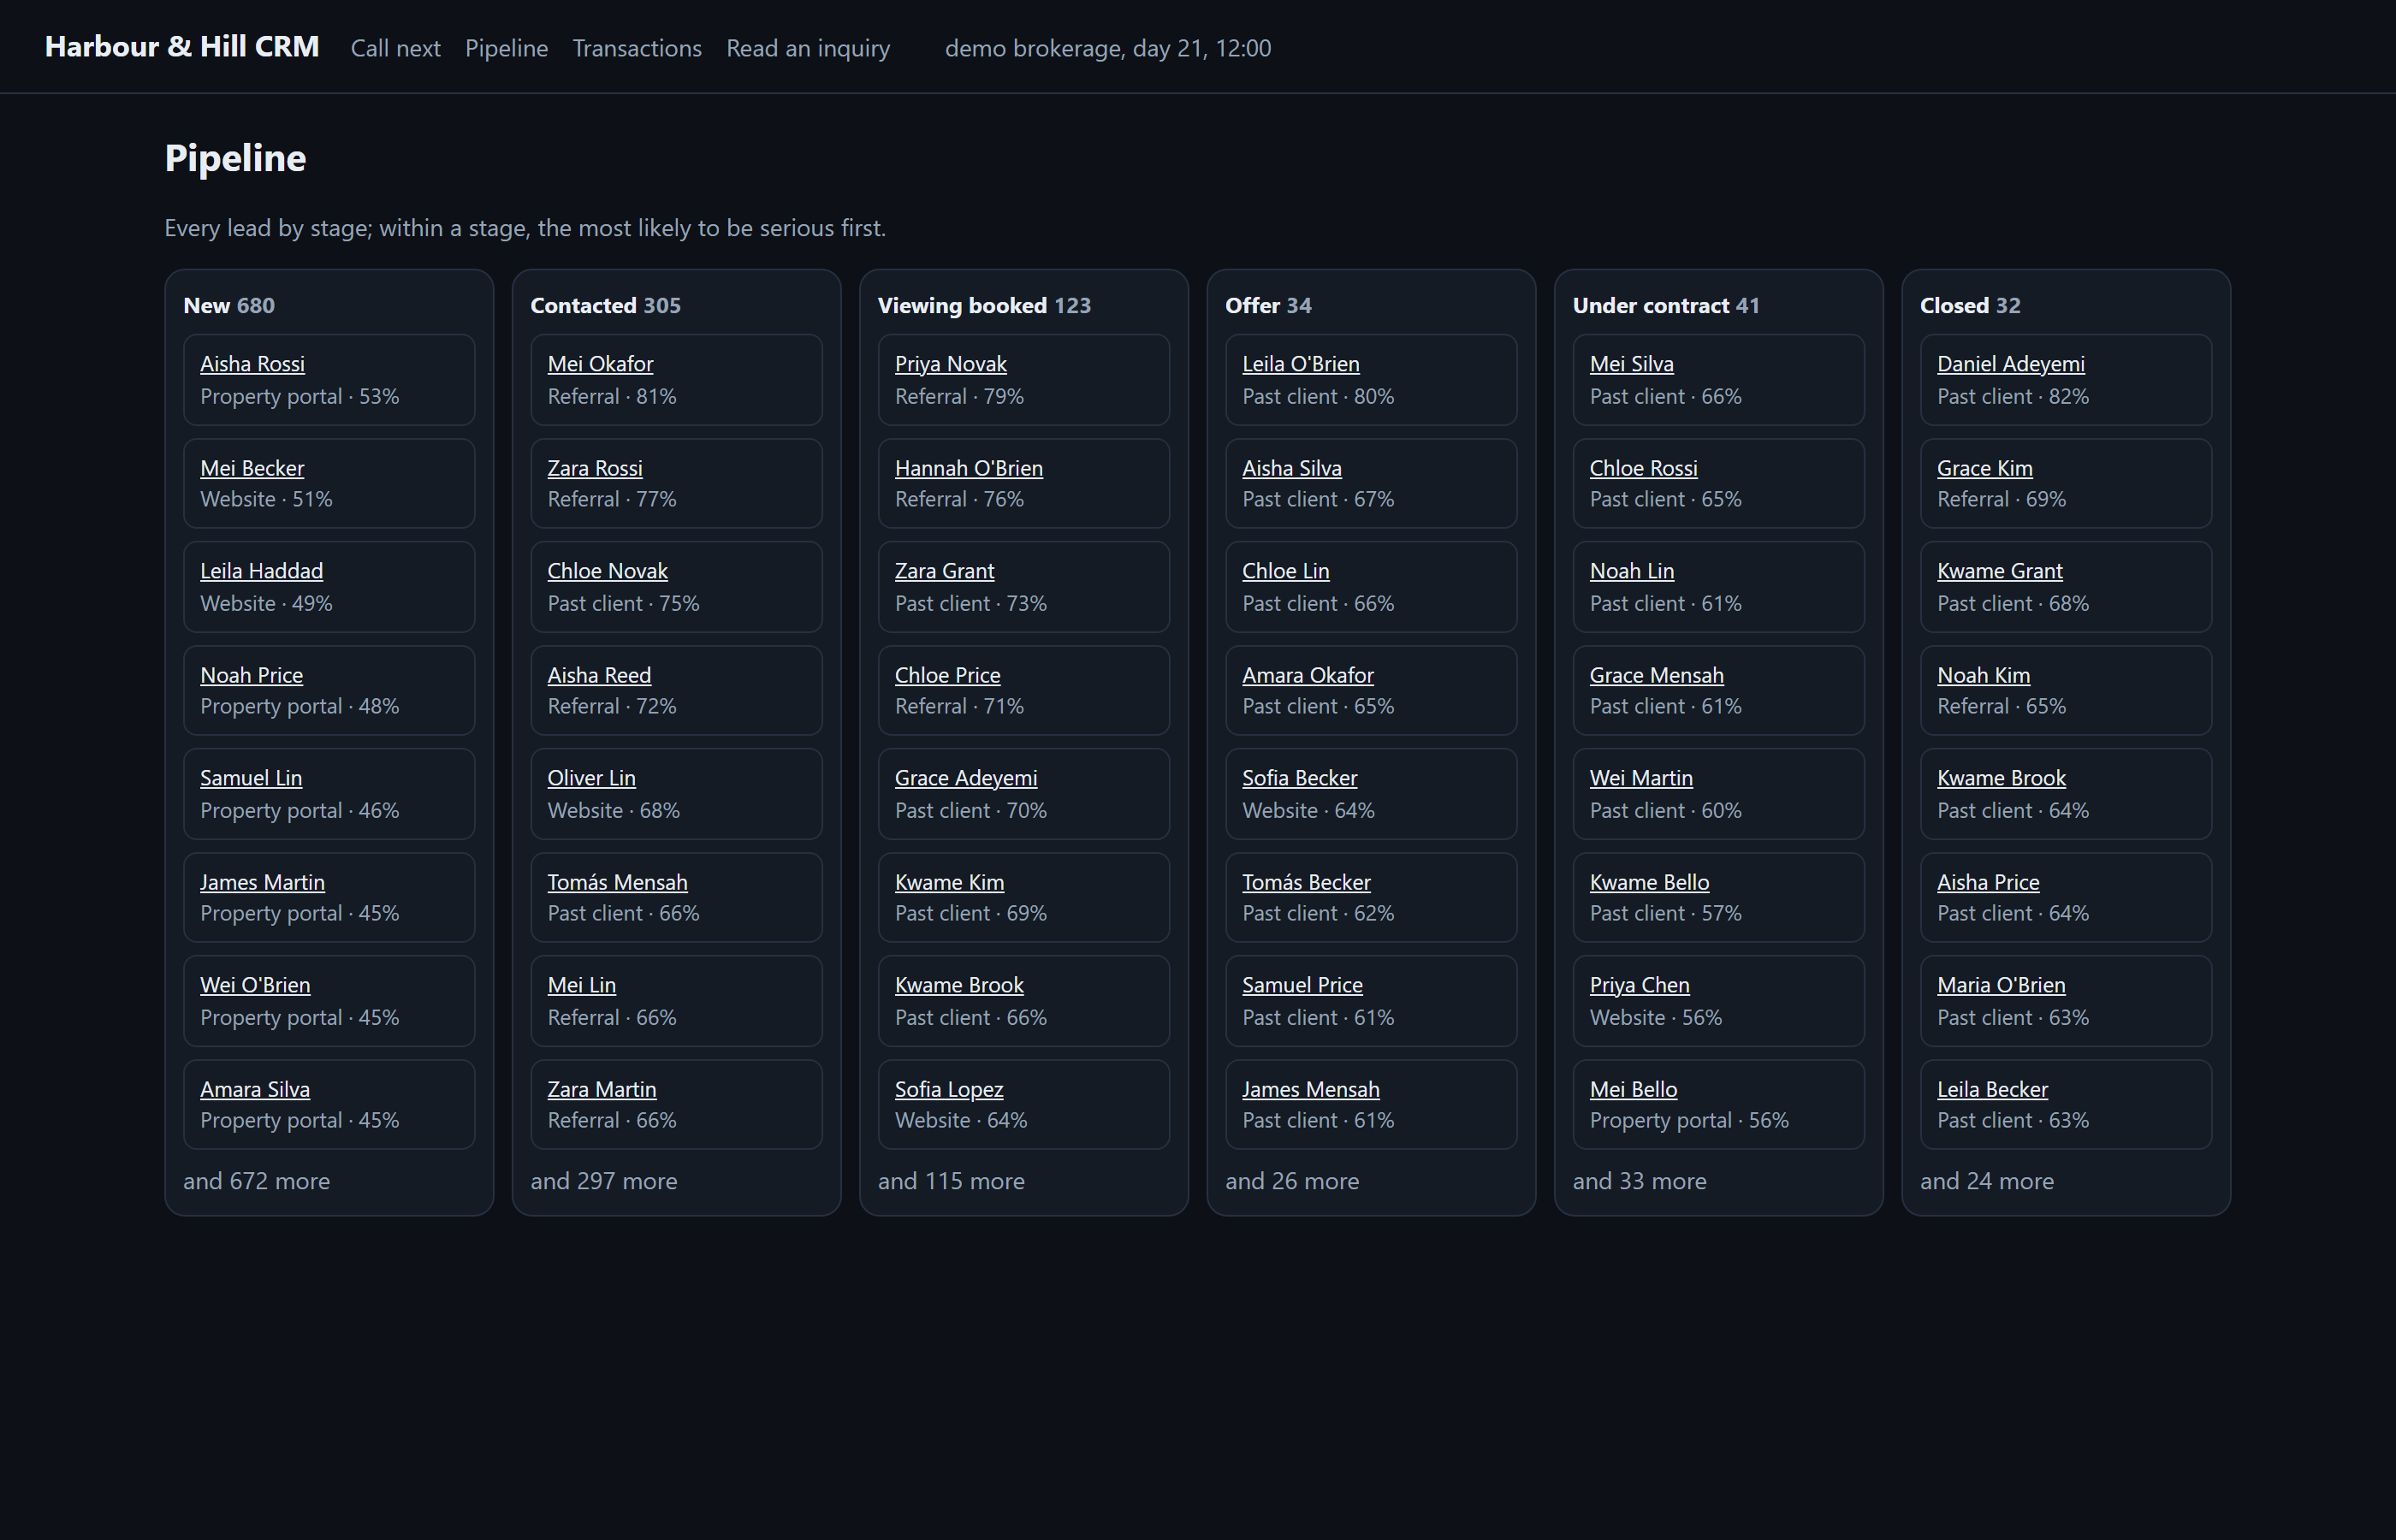 Harbour & Hill CRM Call next Pipeline Transactions Read an inquiry demo brokerage, day 21, 12:00
Pipeline
Every lead by stage; within a stage, the most likely to be serious first.
New 680
Aisha Rossi
Property portal · 53%
Mei Becker
Website · 51%
Leila Haddad
Website · 49%
Noah Price
Property portal · 48%
Samuel Lin
Property portal · 46%
James Martin
Property portal · 45%
Wei O'Brien
Property portal · 45%
Amara Silva
Property portal · 45%
and 672 more
Contacted 305
Mei Okafor
Referral · 81%
Zara Rossi
Referral · 77%
Chloe Novak
Past client · 75%
Aisha Reed
Referral · 72%
Oliver Lin
Website · 68%
Tomás Mensah
Past client · 66%
Mei Lin
Referral · 66%
Zara Martin
Referral · 66%
and 297 more
Viewing booked 123
Priya Novak
Referral · 79%
Hannah O'Brien
Referral · 76%
Zara Grant
Past client · 73%
Chloe Price
Referral · 71%
Grace Adeyemi
Past client · 70%
Kwame Kim
Past client · 69%
Kwame Brook
Past client · 66%
Sofia Lopez
Website · 64%
and 115 more
Offer 34
Leila O'Brien
Past client · 80%
Aisha Silva
Past client · 67%
Chloe Lin
Past client · 66%
Amara Okafor
Past client · 65%
Sofia Becker
Website · 64%
Tomás Becker
Past client · 62%
Samuel Price
Past client · 61%
James Mensah
Past client · 61%
and 26 more
Under contract 41
Mei Silva
Past client · 66%
Chloe Rossi
Past client · 65%
Noah Lin
Past client · 61%
Grace Mensah
Past client · 61%
Wei Martin
Past client · 60%
Kwame Bello
Past client · 57%
Priya Chen
Website · 56%
Mei Bello
Property portal · 56%
and 33 more
Closed 32
Daniel Adeyemi
Past client · 82%
Grace Kim
Referral · 69%
Kwame Grant
Past client · 68%
Noah Kim
Referral · 65%
Kwame Brook
Past client · 64%
Aisha Price
Past client · 64%
Maria O'Brien
Past client · 63%
Leila Becker
Past client · 63%
and 24 more